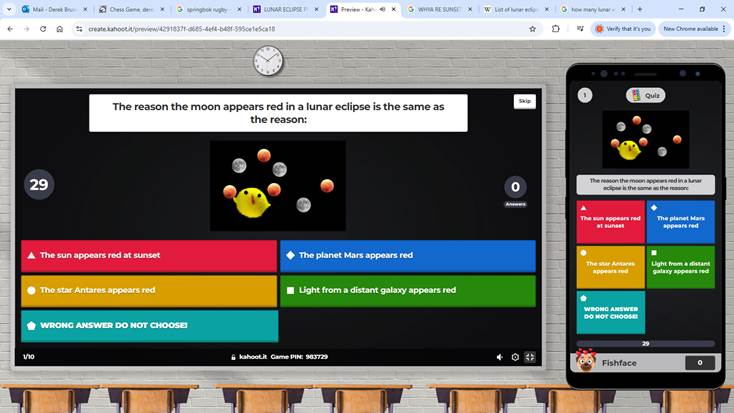 Mail - Derek Brus
Chess Game, dere
springbok rugby
LUNAR ECLIPSE P
Preview - Kah
WHYIA RE SUNSET
List of lunar eclips
how many lunar e
create.kahoot.it/preview/4291837f-d685-4ef4-b48f-595ce1e5ca18
Verify that it's you
New Chrome available
The reason the moon appears red in a lunar eclipse is the same as
the reason:
Skip
29
0
Answers
The sun appears red at sunset
The planet Mars appears red
The star Antares appears red
Light from a distant galaxy appears red
WRONG ANSWER DO NOT CHOOSE!
1/10
kahoot.it Game PIN: 983729
1
Quiz
The reason the moon appears red in a lunar
eclipse is the same as the reason:
The sun appears red
at sunset
The planet Mars
appears red
The star Antares
appears red
Light from a distant
galaxy appears red
WRONG ANSWER
DO NOT CHOOSE!
29
Fishface
0